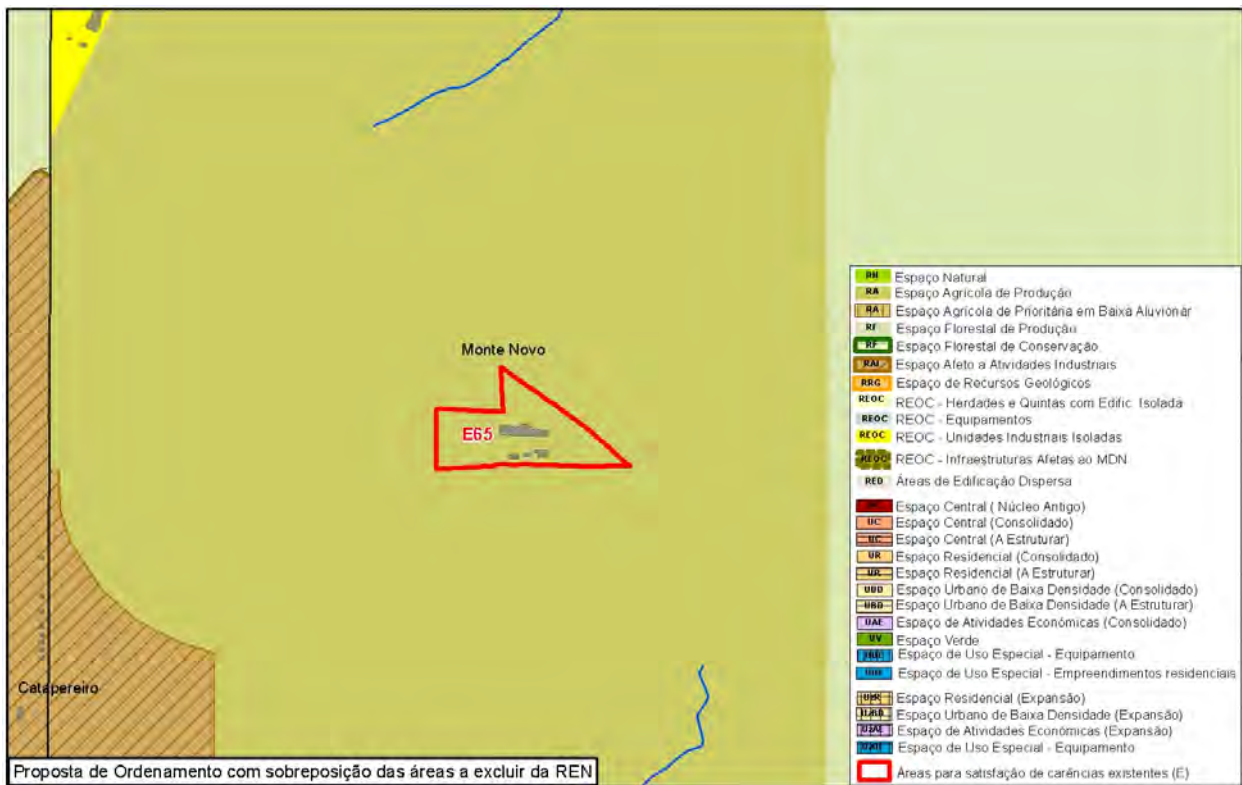 Monte Novo
E65
Catapereiro
Proposta de Ordenamento com sobreposição das áreas a excluir da REN
RN Espaço Natural
RA Espaço Agrícola de Produção
RA Espaço Agrícola de Prioritária em Baixa Aluvionar
RF Espaço Florestal de Produção
RF Espaço Florestal de Conservação
RAI Espaço Afeto a Atividades Industriais
RRG Espaço de Recursos Geológicos
REOC REOC - Herdades e Quintas com Edific. Isolada
REOC REOC - Equipamentos
REOC REOC - Unidades Industriais Isoladas
REOC REOC - Infraestruturas Afetas ao MDN
RED Áreas de Edificação Dispersa
Espaço Central ( Núcleo Antigo)
UC Espaço Central (Consolidado)
UC Espaço Central (A Estruturar)
UR Espaço Residencial (Consolidado)
UR Espaço Residencial (A Estruturar)
UBD Espaço Urbano de Baixa Densidade (Consolidado)
UBD Espaço Urbano de Baixa Densidade (A Estruturar)
UAE Espaço de Atividades Económicas (Consolidado)
UV Espaço Verde
Espaço de Uso Especial - Equipamento
Espaço de Uso Especial - Empreendimentos residenciais
Espaço Residencial (Expansão)
Espaço Urbano de Baixa Densidade (Expansão)
Espaço de Atividades Económicas (Expansão)
Espaço de Uso Especial - Equipamento
Áreas para satisfação de carências existentes (E)